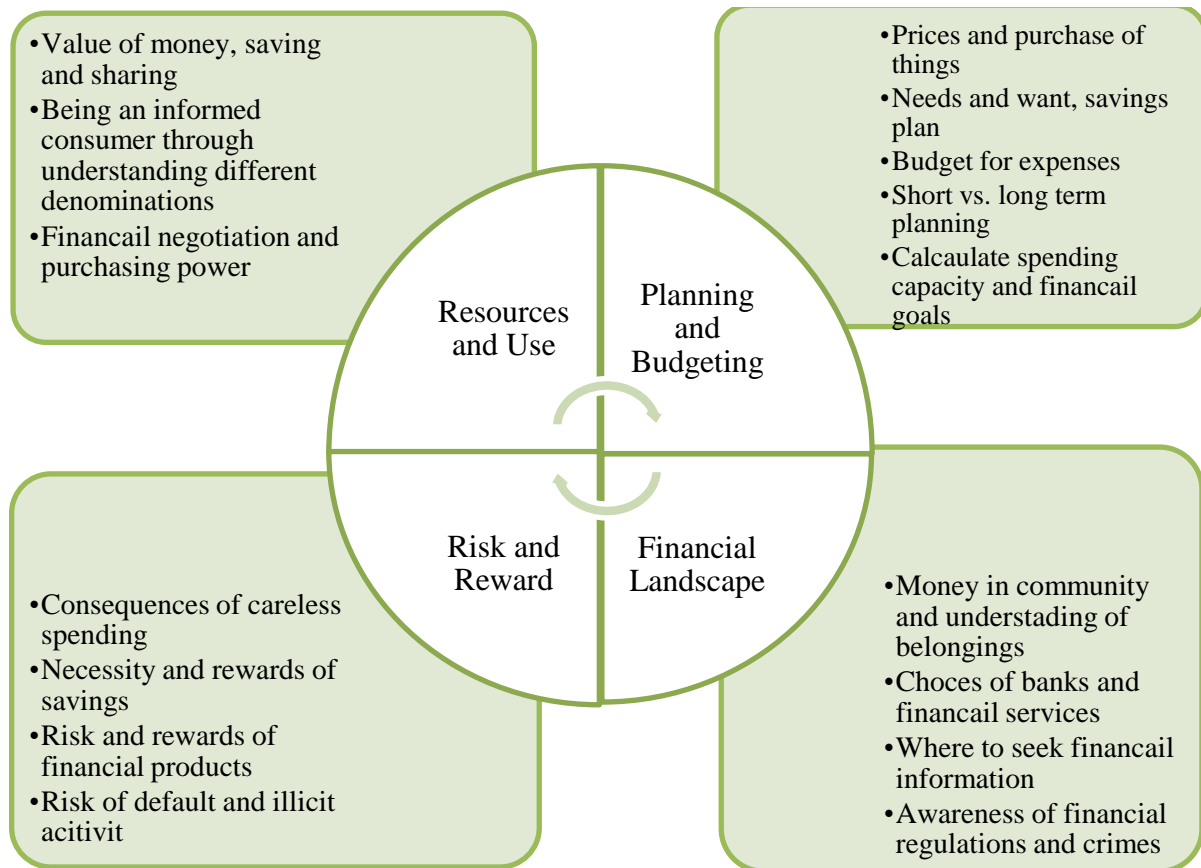 •Value of money, saving
and sharing
•Being an informed
consumer through
understanding different
denominations
•Financail negotiation and
purchasing power
•Prices and purchase of
things
•Needs and want, savings
plan
•Budget for expenses
•Short vs. long term
planning
•Calcaulate spending
capacity and financail
goals
Resources
and Use
Planning
and
Budgeting
Risk and
Reward
Financial
Landscape
•Consequences of careless
spending
•Necessity and rewards of
savings
•Risk and rewards of
financial products
•Risk of default and illicit
acitivit
•Money in community
and understading of
belongings
•Choces of banks and
financail services
•Where to seek financail
information
•Awareness of financial
regulations and crimes